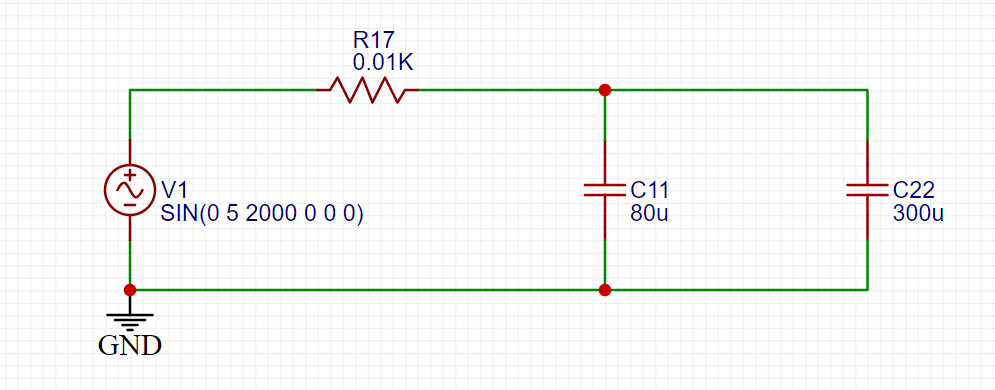 R17
0.01K
V1
SIN(0 5 2000 0 0 0)
C11
80u
C22
300u
GND